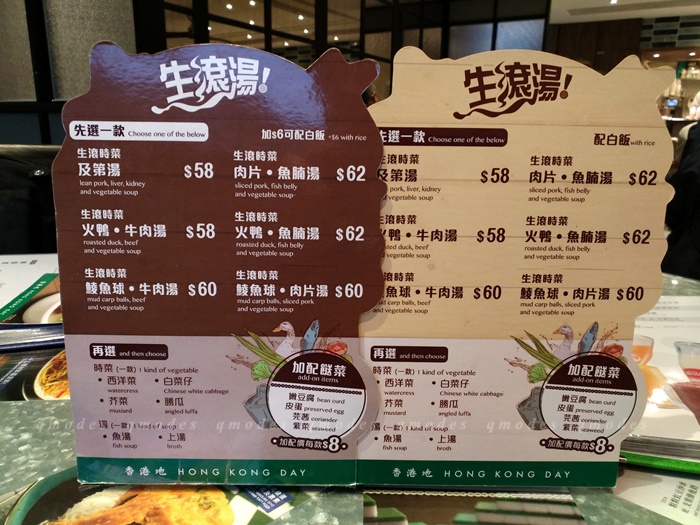 生滾湯!
先選一款 Choose one of the below
加$6可配白飯 +$6 with rice
生滾時菜
及第湯 $58
lean pork, liver, kidney
and vegetable soup
生滾時菜
肉片•魚腩湯 $62
sliced pork, fish belly
and vegetable soup
生滾時菜
火鴨•牛肉湯 $58
roasted duck, beef
and vegetable soup
生滾時菜
火鴨•魚腩湯 $62
roasted duck, fish belly
and vegetable soup
生滾時菜
鯪魚球•牛肉湯 $60
mud carp balls, beef
and vegetable soup
生滾時菜
鯪魚球•肉片湯 $60
mud carp balls, sliced pork
and vegetable soup
再選 and then choose
時菜 (一款) 1 kind of vegetable
•西洋菜
watercress
•白菜仔
Chinese white cabbage
•芥菜
mustard
•勝瓜
angled luffa
湯 (一款) 1 kind of soup
•魚湯
fish soup
•上湯
broth
加配餸菜
add-on items
嫩豆腐 bean curd
皮蛋 preserved egg
芫茜 coriander
紫菜 seaweed
•加配價每款$8•
香港地 HONG KONG DAY
生滾湯!
先選一款 Choose one of the below
配白飯 with rice
生滾時菜
及第湯 $58
pork, liver, kidney
and vegetable soup
生滾時菜
肉片•魚腩湯 $62
sliced pork, fish belly
and vegetable soup
生滾時菜
火鴨•牛肉湯 $58
roasted duck, beef
and vegetable soup
生滾時菜
火鴨•魚腩湯 $62
roasted duck, fish belly
and vegetable soup
生滾時菜
魚球•牛肉湯 $60
mud carp balls, beef
and vegetable soup
生滾時菜
鯪魚球•肉片湯 $60
mud carp balls, sliced pork
and vegetable soup
再選 and then choose
時菜 (一款) 1 kind of vegetable
•西洋菜
watercress
•白菜仔
Chinese white cabbage
•芥菜
mustard
•勝瓜
angled luffa
湯 (一款) 1 kind of soup
•魚湯
fish soup
•上湯
broth
加配餸菜
add-on items
嫩豆腐 bean curd
皮蛋 preserved egg
芫茜 coriander
紫菜 seaweed
•加配價每款$8•
香港地 HONG KONG DAY
qmodes